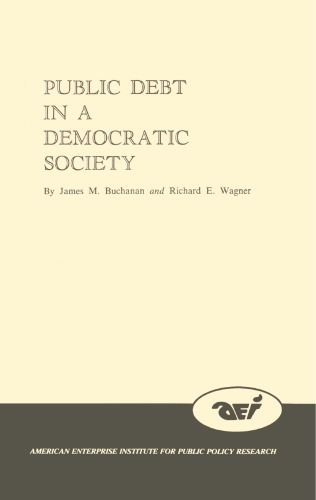 PUBLIC DEBT
IN A
DEMOCRATIC
SOCIETY
By James M. Buchanan and Richard E. Wagner
aei
AMERICAN ENTERPRISE INSTITUTE FOR PUBLIC POLICY RESEARCH